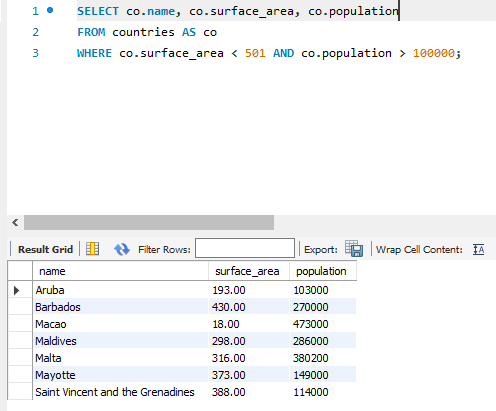 1 SELECT co.name, co.surface_area, co.population
2 FROM countries AS co
3 WHERE co.surface_area < 501 AND co.population > 100000;
Result Grid Filter Rows: Export: Wrap Cell Content:
name surface_area population
Aruba 193.00 103000
Barbados 430.00 270000
Macao 18.00 473000
Maldives 298.00 286000
Malta 316.00 380200
Mayotte 373.00 149000
Saint Vincent and the Grenadines 388.00 114000